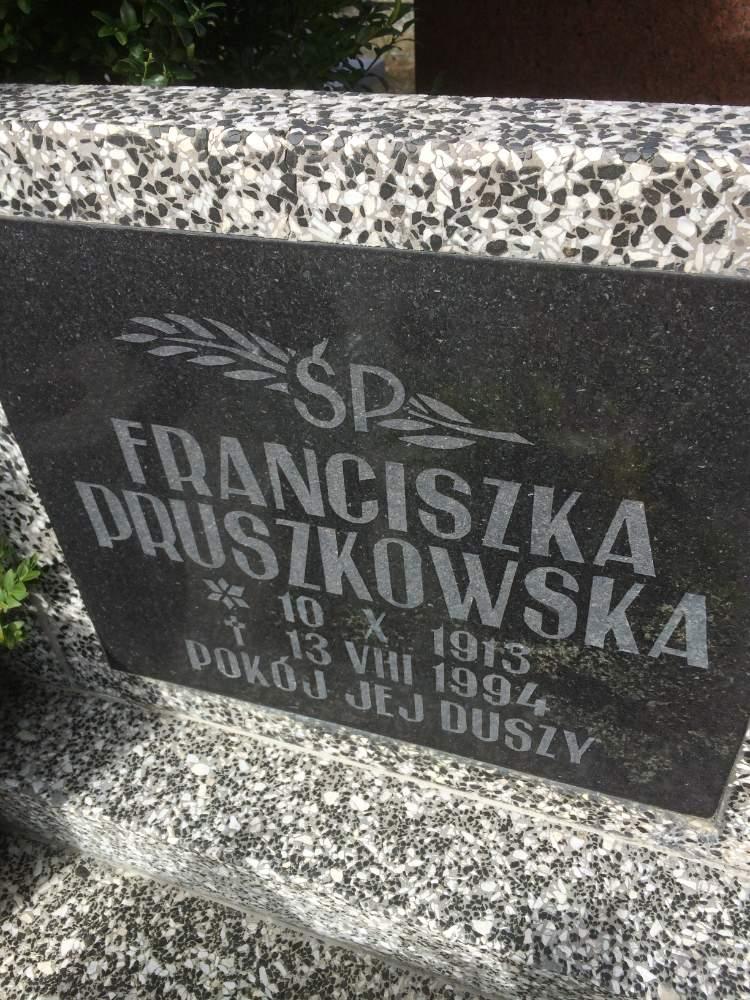 ŚP
FRANCISZKA
PRUSZKOWSKA
* 10 X 1913
† 13 VIII 1994
POKÓJ JEJ DUSZY